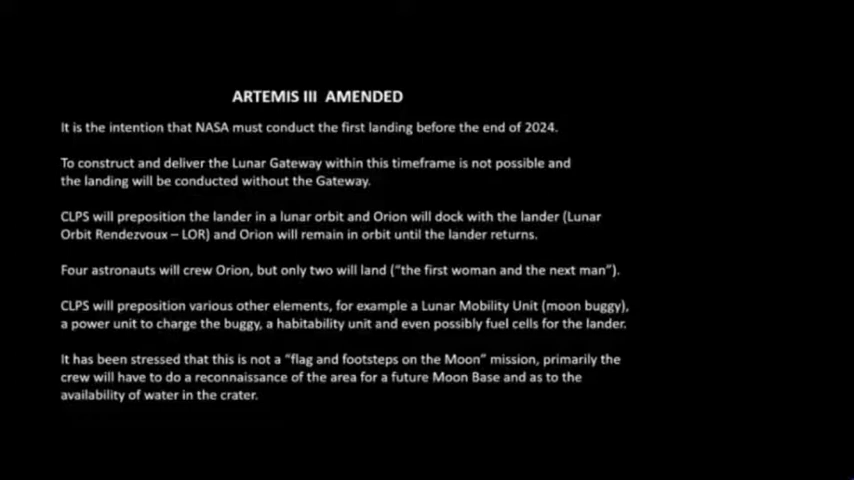 ARTEMIS III AMENDED
It is the intention that NASA must conduct the first landing before the end of 2024.
To construct and deliver the Lunar Gateway within this timeframe is not possible and
the landing will be conducted without the Gateway.
CLPS will preposition the lander in a lunar orbit and Orion will dock with the lander (Lunar
Orbit Rendezvoux – LOR) and Orion will remain in orbit until the lander returns.
Four astronauts will crew Orion, but only two will land (“the first woman and the next man”).
CLPS will preposition various other elements, for example a Lunar Mobility Unit (moon buggy),
a power unit to charge the buggy, a habitability unit and even possibly fuel cells for the lander.
It has been stressed that this is not a “flag and footsteps on the Moon” mission, primarily the
crew will have to do a reconnaissance of the area for a future Moon Base and as to the
availability of water in the crater.